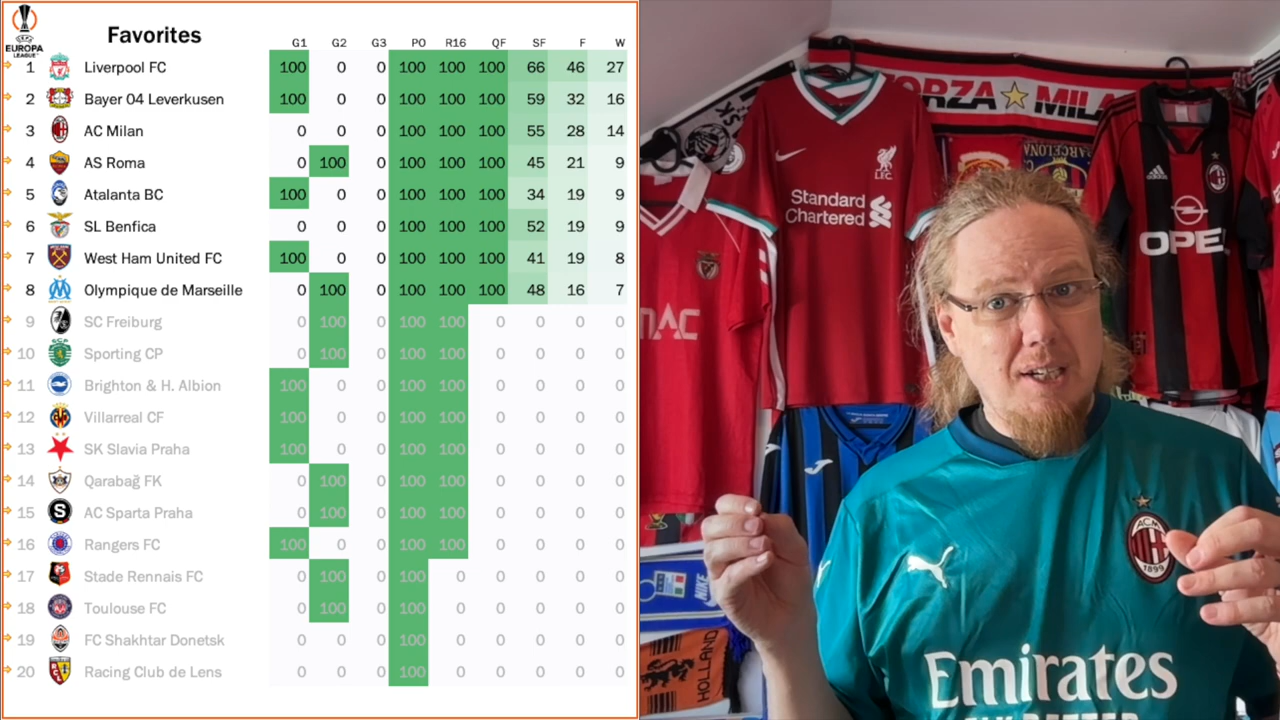 UEFA
EUROPA
LEAGUE
Favorites
G1 G2 G3 PO R16 QF SF F W
1 Liverpool FC 100 0 0 100 100 100 66 46 27
2 Bayer 04 Leverkusen 100 0 0 100 100 100 59 32 16
3 AC Milan 0 0 0 100 100 100 55 28 14
4 AS Roma 0 100 0 100 100 100 45 21 9
5 Atalanta BC 100 0 0 100 100 100 34 19 9
6 SL Benfica 0 0 0 100 100 100 52 19 9
7 West Ham United FC 100 0 0 100 100 100 41 19 8
8 Olympique de Marseille 0 100 0 100 100 100 48 16 7
9 SC Freiburg 0 100 0 100 100 0 0 0 0
10 Sporting CP 0 100 0 100 100 0 0 0 0
11 Brighton & H. Albion 100 0 0 100 100 0 0 0 0
12 Villarreal CF 100 0 0 100 100 0 0 0 0
13 SK Slavia Praha 100 0 0 100 100 0 0 0 0
14 Qarabağ FK 0 100 0 100 100 0 0 0 0
15 AC Sparta Praha 0 100 0 100 100 0 0 0 0
16 Rangers FC 100 0 0 100 100 0 0 0 0
17 Stade Rennais FC 0 100 0 100 0 0 0 0 0
18 Toulouse FC 0 100 0 100 0 0 0 0 0
19 FC Shakhtar Donetsk 0 0 0 100 0 0 0 0 0
20 Racing Club de Lens 0 0 0 100 0 0 0 0 0
ORZA MILA
BARCELON
L.F.C.
Standard
Chartered
adidas
OPEL
MAC
NIKE
HOLLAND
ACM
1899
Emirates
FLY BETTER